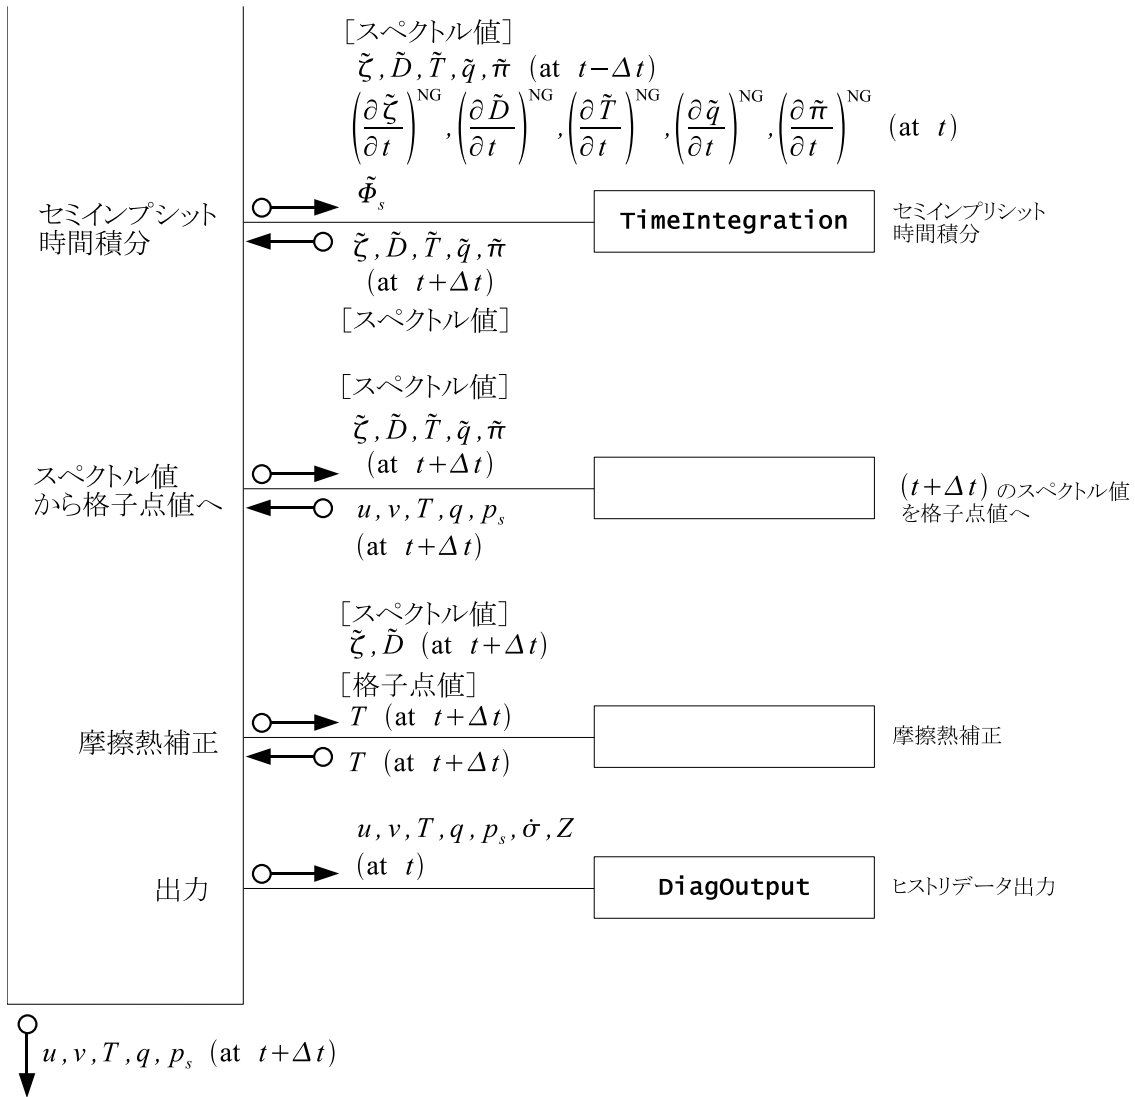 [スペクトル値]
ζ̃, D̃, T̃, q̃, π̃ (at t−Δt)
(∂ζ̃/∂t)^NG, (∂D̃/∂t)^NG, (∂T̃/∂t)^NG, (∂q̃/∂t)^NG, (∂π̃/∂t)^NG (at t)
Φ̃_s
セミインプシット
時間積分
TimeIntegration
セミインプリシット
時間積分
ζ̃, D̃, T̃, q̃, π̃
(at t+Δt)
[スペクトル値]
[スペクトル値]
ζ̃, D̃, T̃, q̃, π̃
(at t+Δt)
スペクトル値
から格子点値へ
(t+Δt) のスペクトル値
を格子点値へ
u, v, T, q, p_s
(at t+Δt)
[スペクトル値]
ζ̃, D̃ (at t+Δt)
[格子点値]
T (at t+Δt)
摩擦熱補正
摩擦熱補正
T (at t+Δt)
u, v, T, q, p_s, σ̇, Z
(at t)
出力
DiagOutput
ヒストリデータ出力
u, v, T, q, p_s (at t+Δt)